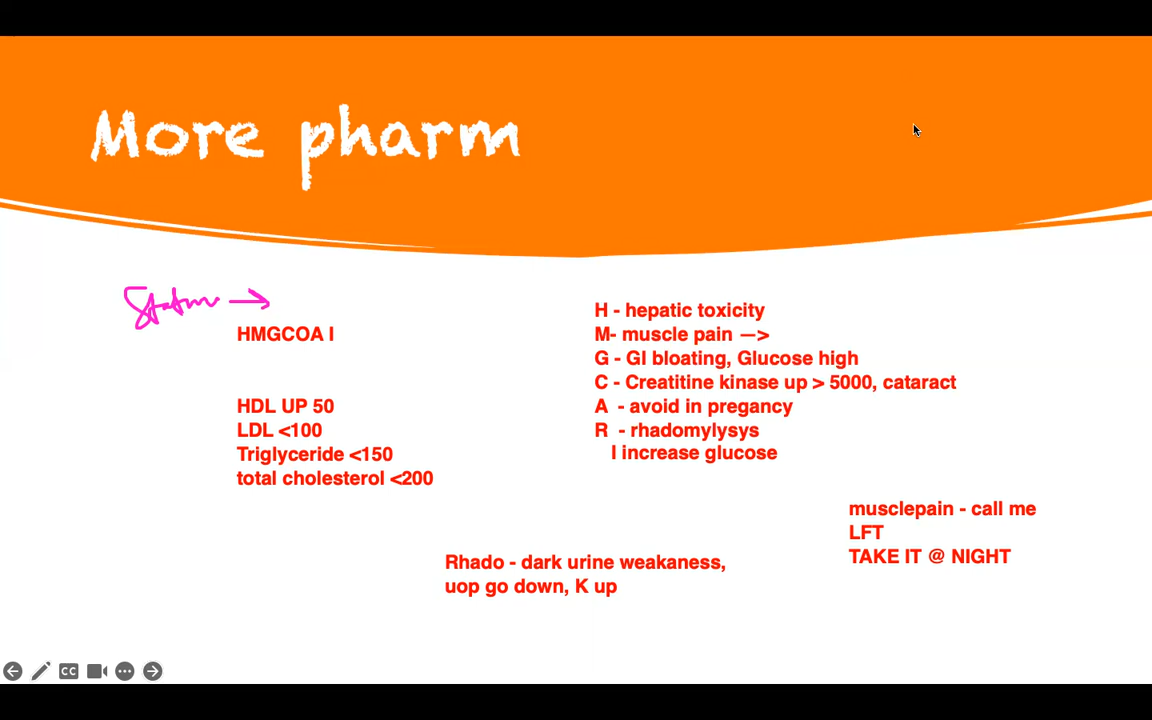 More pharm
Statin →
HMGCOA I
HDL UP 50
LDL <100
Triglyceride <150
total cholesterol <200
H - hepatic toxicity
M- muscle pain —>
G - GI bloating, Glucose high
C - Creatitine kinase up > 5000, cataract
A - avoid in pregancy
R - rhadomylysys
I increase glucose
musclepain - call me
LFT
TAKE IT @ NIGHT
Rhado - dark urine weakaness,
uop go down, K up
CC